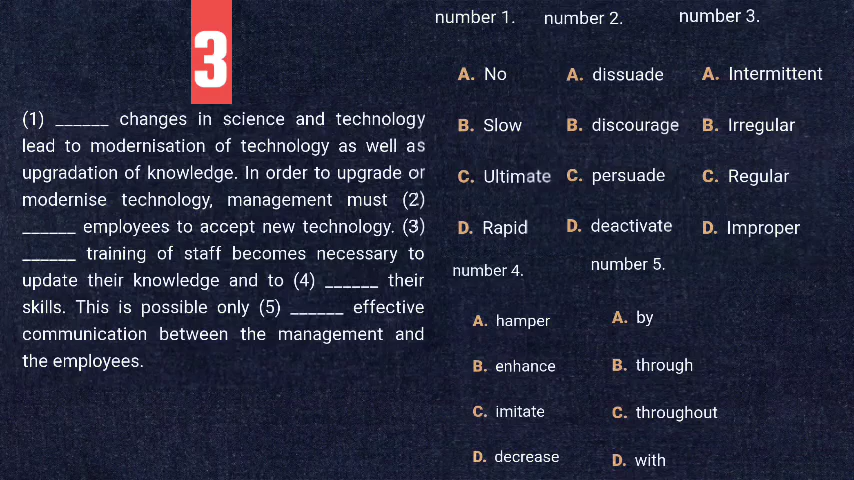 3
(1) ______ changes in science and technology
lead to modernisation of technology as well as
upgradation of knowledge. In order to upgrade or
modernise technology, management must (2)
______ employees to accept new technology. (3)
______ training of staff becomes necessary to
update their knowledge and to (4) ______ their
skills. This is possible only (5) ______ effective
communication between the management and
the employees.
number 1.
A. No
B. Slow
C. Ultimate
D. Rapid
number 2.
A. dissuade
B. discourage
C. persuade
D. deactivate
number 3.
A. Intermittent
B. Irregular
C. Regular
D. Improper
number 4.
A. hamper
B. enhance
C. imitate
D. decrease
number 5.
A. by
B. through
C. throughout
D. with